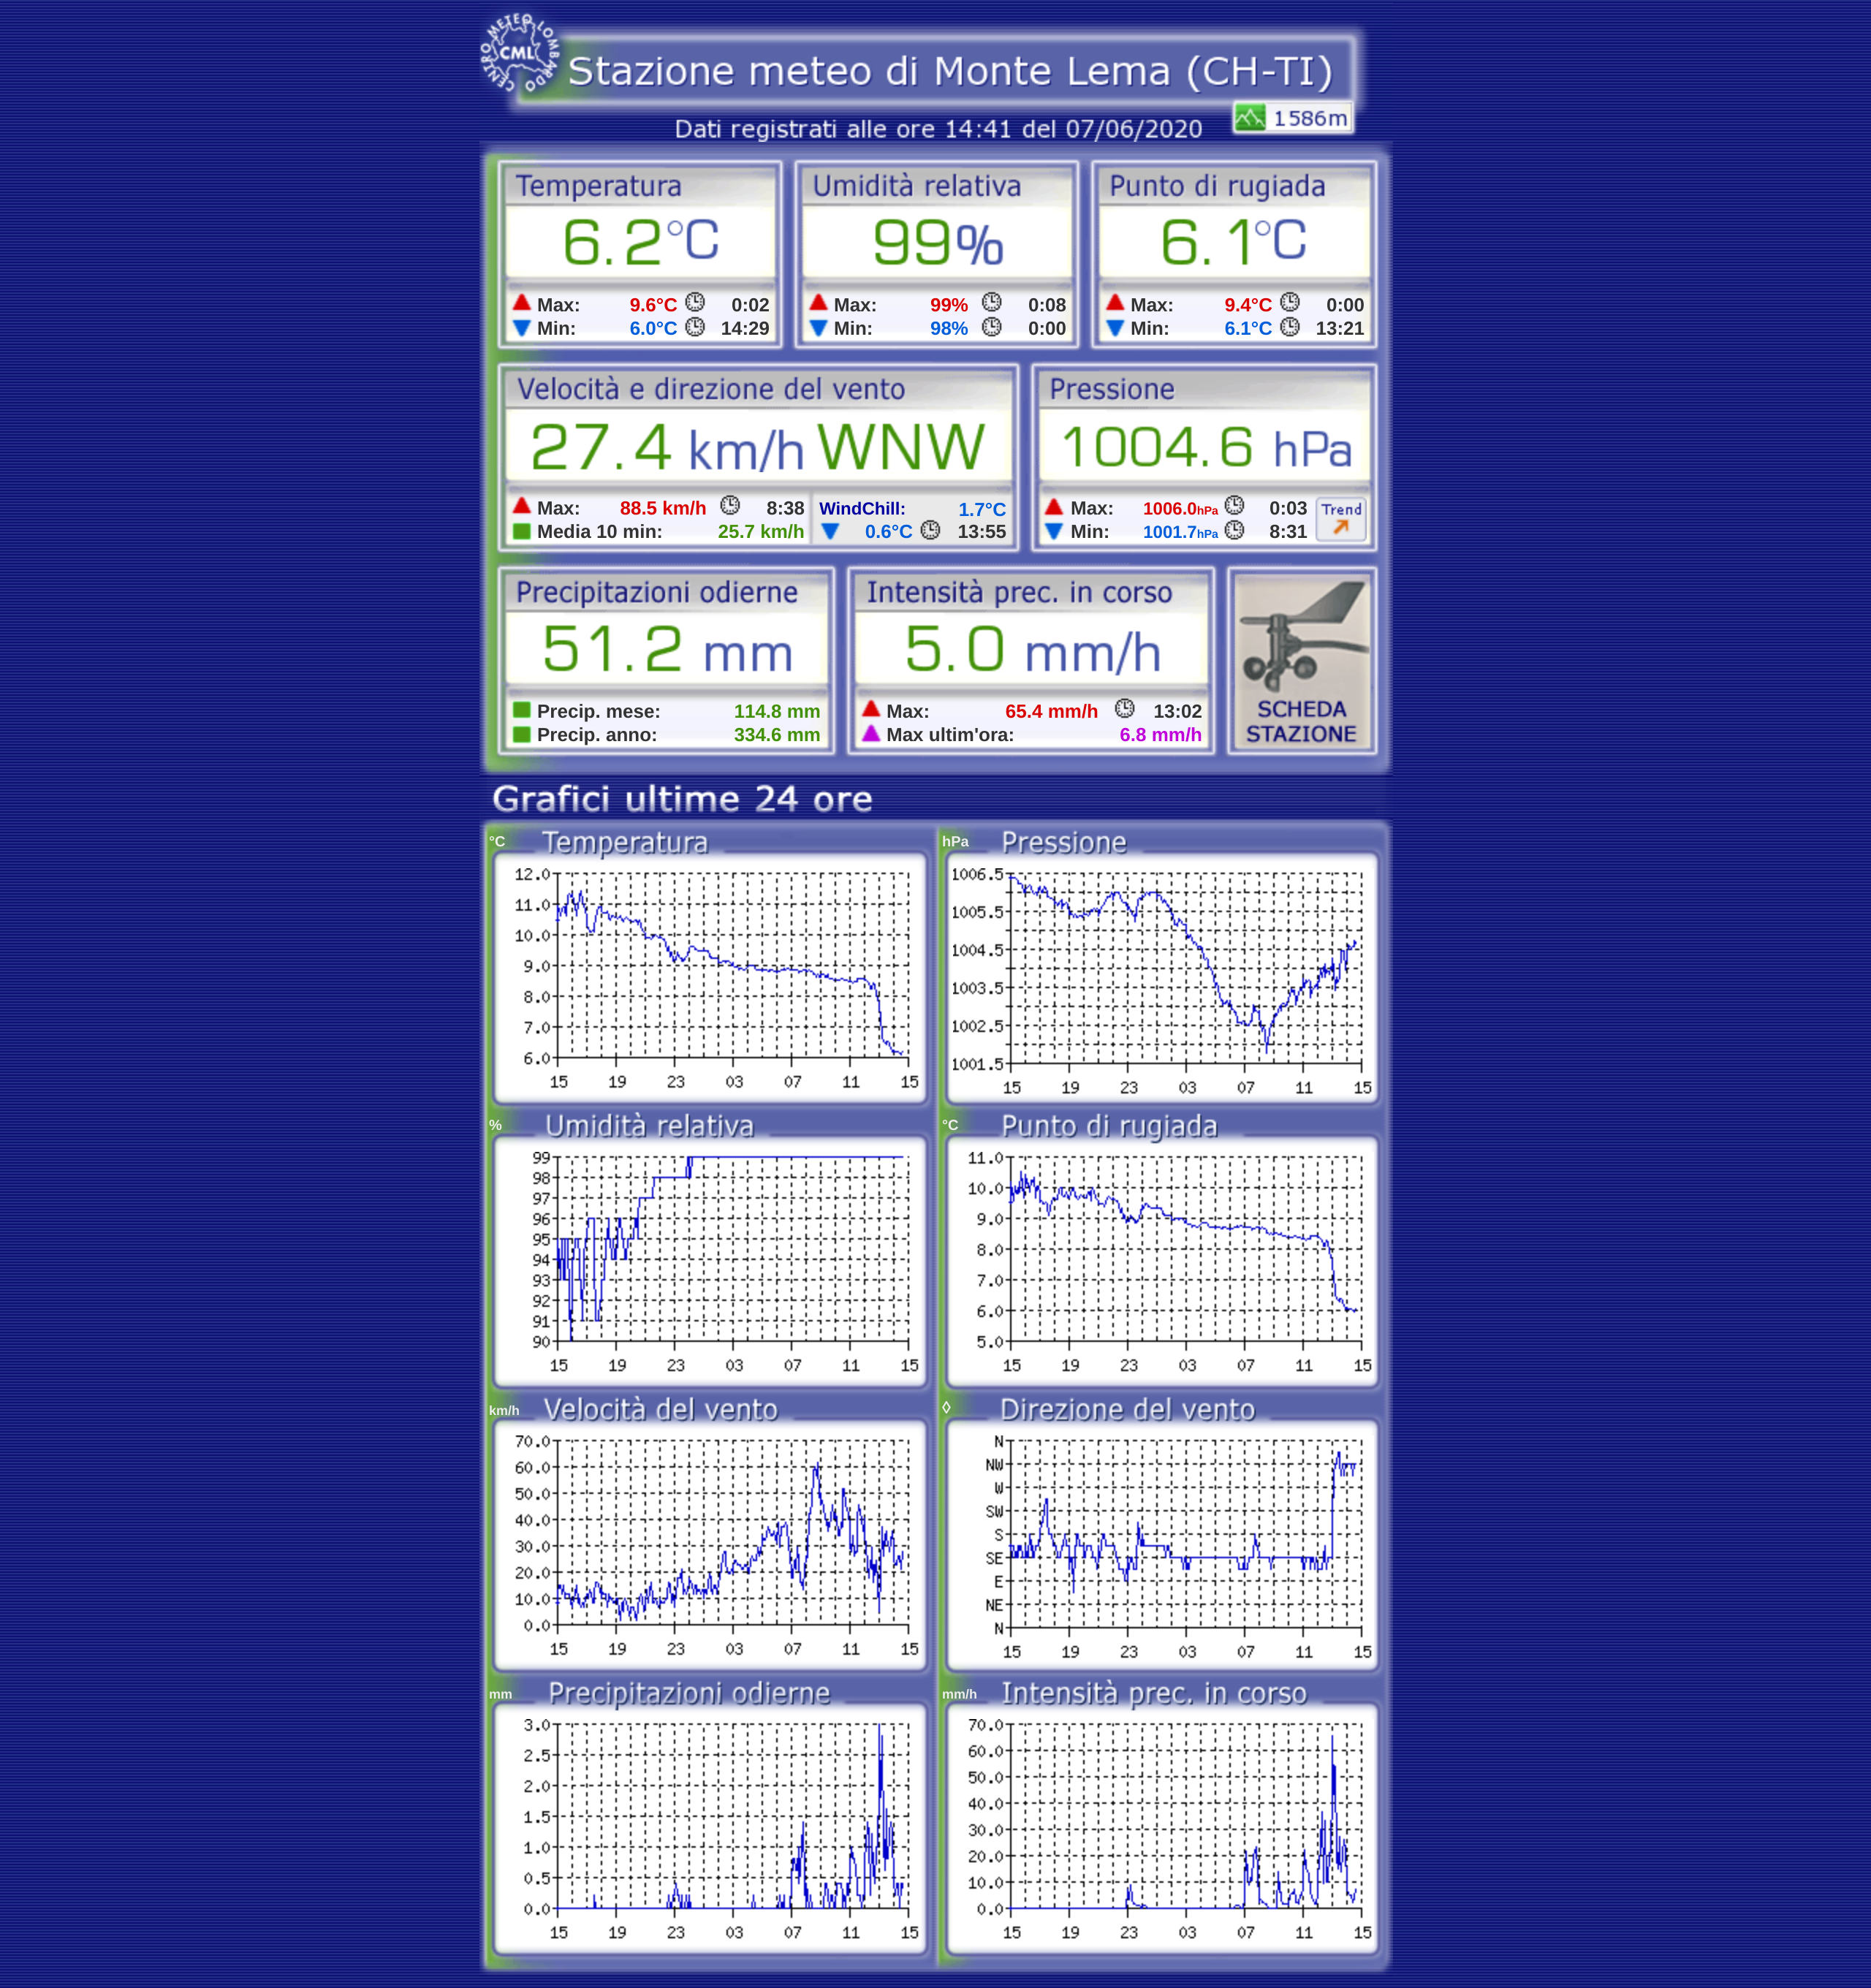 CENTRO METEO LOMBARDO
CML
Stazione meteo di Monte Lema (CH-TI)
1586m
Dati registrati alle ore 14:41 del 07/06/2020
Temperatura
6.2°C
Max: 9.6°C 0:02
Min: 6.0°C 14:29
Umidità relativa
99%
Max: 99% 0:08
Min: 98% 0:00
Punto di rugiada
6.1°C
Max: 9.4°C 0:00
Min: 6.1°C 13:21
Velocità e direzione del vento
27.4 km/h WNW
Max: 88.5 km/h 8:38
Media 10 min: 25.7 km/h
WindChill: 1.7°C
0.6°C 13:55
Pressione
1004.6 hPa
Max: 1006.0hPa 0:03
Min: 1001.7hPa 8:31
Trend
Precipitazioni odierne
51.2 mm
Precip. mese: 114.8 mm
Precip. anno: 334.6 mm
Intensità prec. in corso
5.0 mm/h
Max: 65.4 mm/h 13:02
Max ultim'ora: 6.8 mm/h
SCHEDA
STAZIONE
Grafici ultime 24 ore
°C Temperatura
12.0
11.0
10.0
9.0
8.0
7.0
6.0
15 19 23 03 07 11 15
hPa Pressione
1006.5
1005.5
1004.5
1003.5
1002.5
1001.5
15 19 23 03 07 11 15
% Umidità relativa
99
98
97
96
95
94
93
92
91
90
15 19 23 03 07 11 15
°C Punto di rugiada
11.0
10.0
9.0
8.0
7.0
6.0
5.0
15 19 23 03 07 11 15
km/h Velocità del vento
70.0
60.0
50.0
40.0
30.0
20.0
10.0
0.0
15 19 23 03 07 11 15
◊ Direzione del vento
N
NW
W
SW
S
SE
E
NE
N
15 19 23 03 07 11 15
mm Precipitazioni odierne
3.0
2.5
2.0
1.5
1.0
0.5
0.0
15 19 23 03 07 11 15
mm/h Intensità prec. in corso
70.0
60.0
50.0
40.0
30.0
20.0
10.0
0.0
15 19 23 03 07 11 15